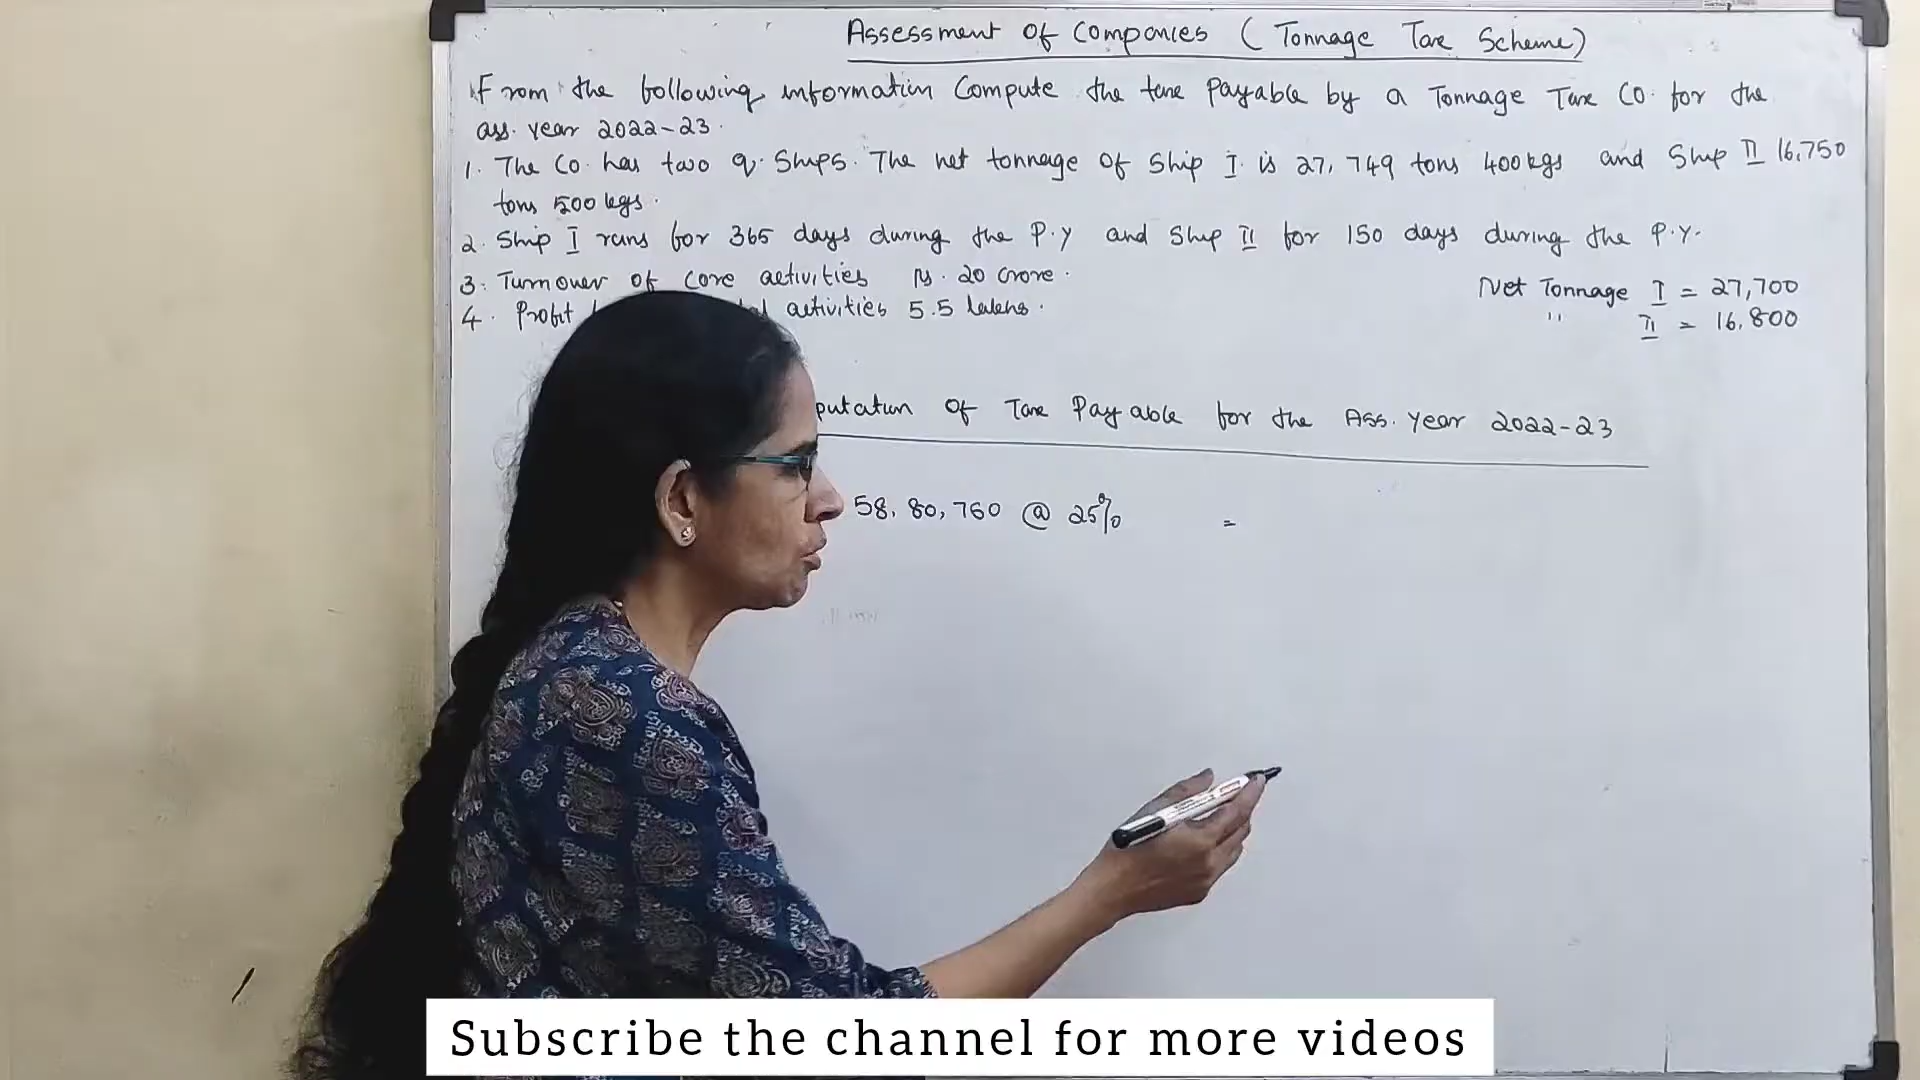 Assessment of Companies (Tonnage Tax Scheme)
From the following information Compute the tax payable by a Tonnage Tax Co. for the
ass. year 2022-23.
1. The Co. has two q. ships. The net tonnage of Ship I is 27,749 tons 400 kgs and Ship II 16,750
tons 500 kgs.
2. Ship I runs for 365 days during the P.Y and Ship II for 150 days during the P.Y.
3. Turnover of core activities Rs. 20 crore.
4. Profit activities 5.5 lakhs.
Net Tonnage I = 27,700
" II = 16,800
putation of Tax Payable for the Ass. Year 2022-23
58,80,760 @ 25% =
Subscribe the channel for more videos